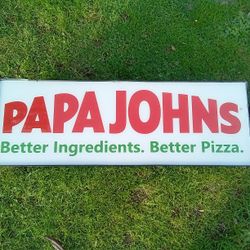 PAPA JOHNS
Better Ingredients. Better Pizza.